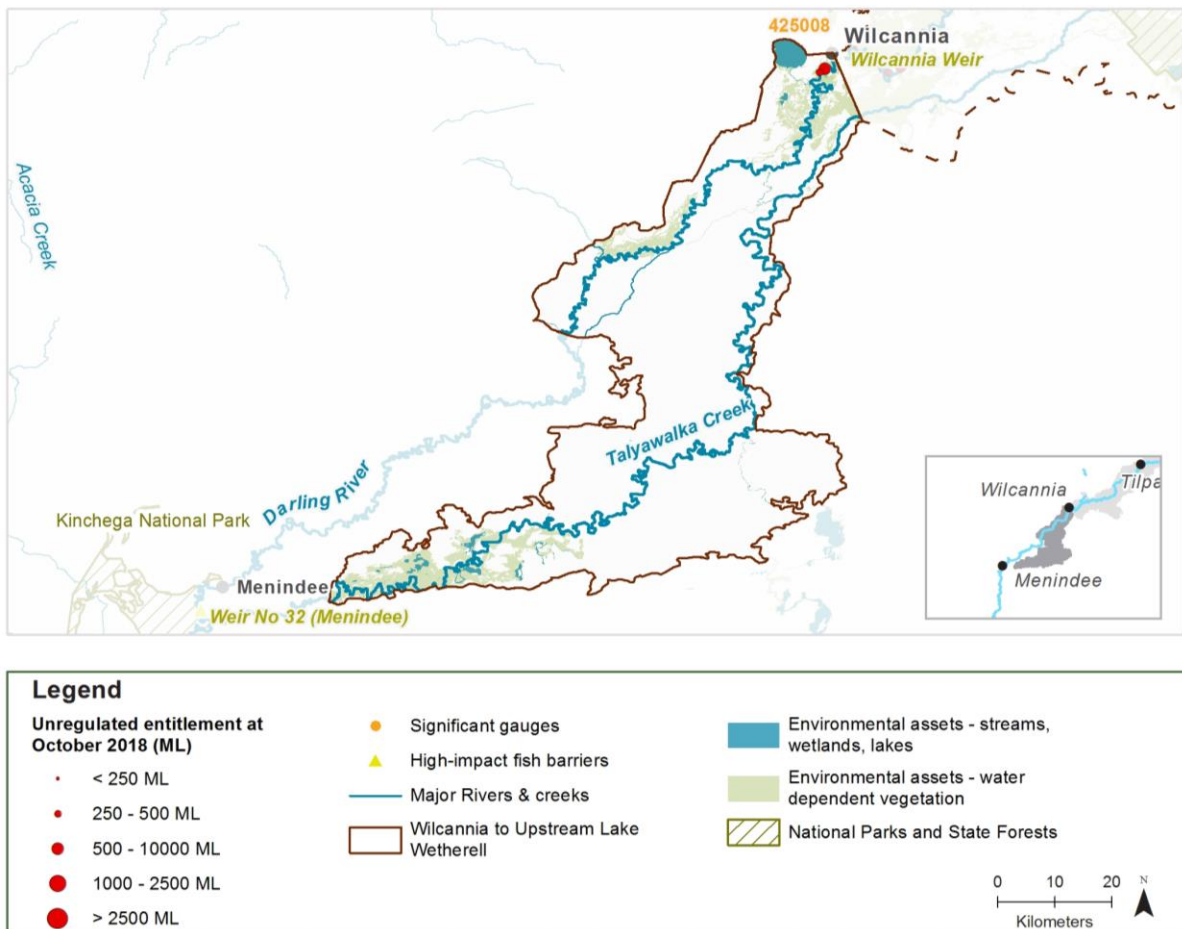 425008
Wilcannia
Wilcannia Weir
Acacia Creek
Talyawalka Creek
Darling River
Kinchega National Park
Menindee
Weir No 32 (Menindee)
Wilcannia
Tilpa
Menindee
Legend
Unregulated entitlement at
October 2018 (ML)
< 250 ML
250 - 500 ML
500 - 10000 ML
1000 - 2500 ML
> 2500 ML
Significant gauges
High-impact fish barriers
Major Rivers & creeks
Wilcannia to Upstream Lake
Wetherell
Environmental assets - streams,
wetlands, lakes
Environmental assets - water
dependent vegetation
National Parks and State Forests
0 10 20
Kilometers
N